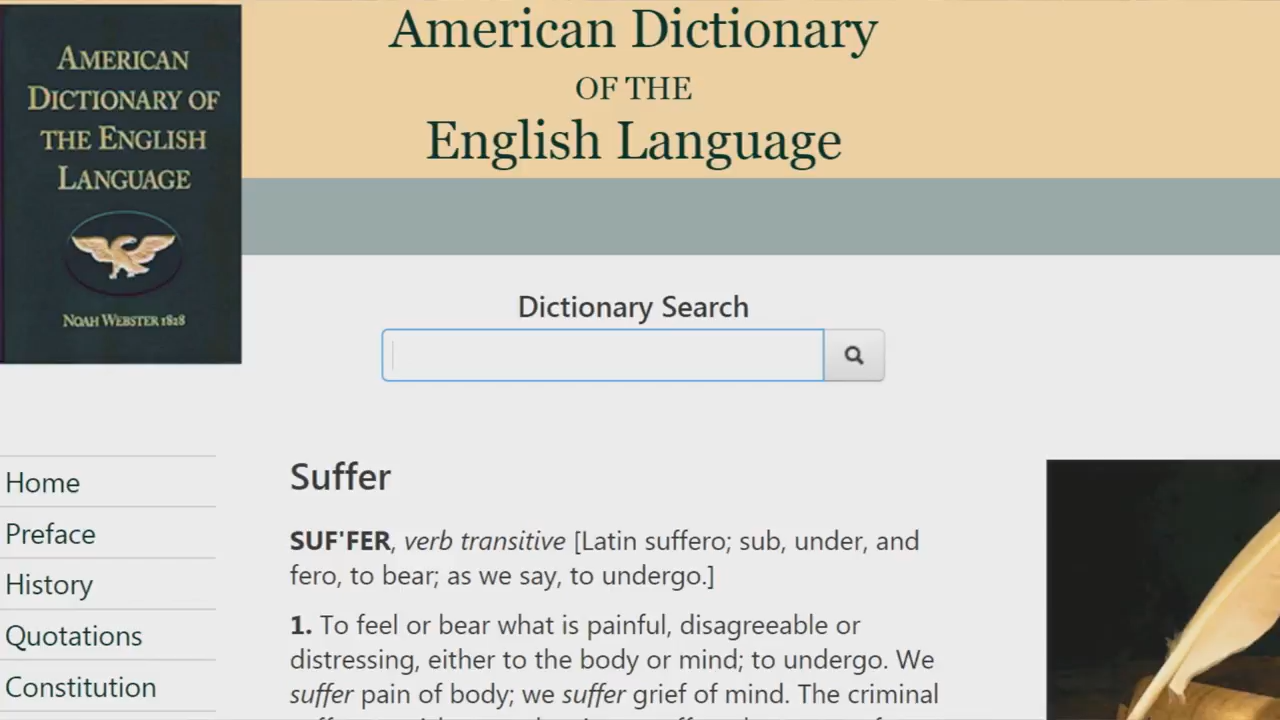 AMERICAN
DICTIONARY OF
THE ENGLISH
LANGUAGE
NOAH WEBSTER 1828
American Dictionary
OF THE
English Language
Dictionary Search
Home
Preface
History
Quotations
Constitution
Suffer
SUF'FER, verb transitive [Latin suffero; sub, under, and
fero, to bear; as we say, to undergo.]
1. To feel or bear what is painful, disagreeable or
distressing, either to the body or mind; to undergo. We
suffer pain of body; we suffer grief of mind. The criminal